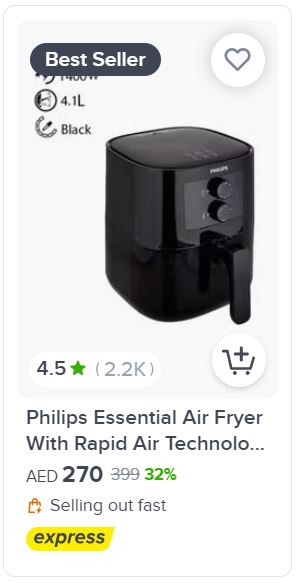 Best Seller
1400W
4.1L
Black
PHILIPS
4.5 (2.2K)
Philips Essential Air Fryer
With Rapid Air Technolo...
AED 270 399 32%
Selling out fast
express